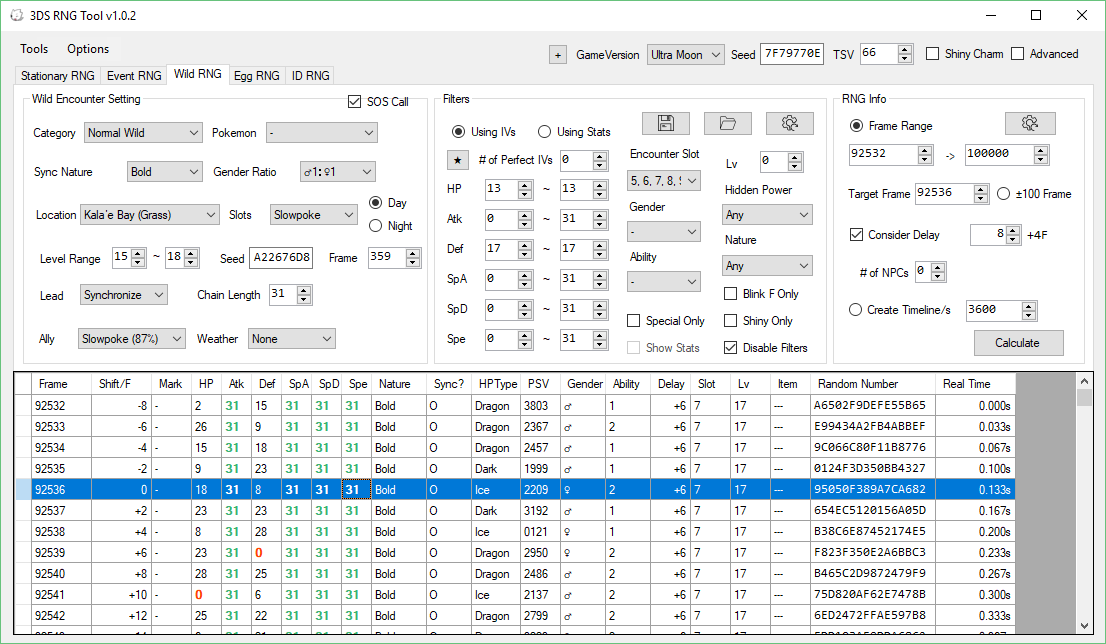 3DS RNG Tool v1.0.2
Tools Options
+ GameVersion Ultra Moon Seed 7F79770E TSV 66 Shiny Charm Advanced
Stationary RNG Event RNG Wild RNG Egg RNG ID RNG
Wild Encounter Setting
SOS Call
Category Normal Wild Pokemon -
Sync Nature Bold Gender Ratio ♂1:♀1
Location Kala'e Bay (Grass) Slots Slowpoke Day
Night
Level Range 15 ~ 18 Seed A22676D8 Frame 359
Lead Synchronize Chain Length 31
Ally Slowpoke (87%) Weather None
Filters
Using IVs Using Stats
★ # of Perfect IVs 0
HP 13 ~ 13
Atk 0 ~ 31
Def 17 ~ 17
SpA 0 ~ 31
SpD 0 ~ 31
Spe 0 ~ 31
Encounter Slot
5, 6, 7, 8, 9
Gender
-
Ability
-
Special Only
Show Stats
Lv 0
Hidden Power
Any
Nature
Any
Blink F Only
Shiny Only
Disable Filters
RNG Info
Frame Range
92532 -> 100000
Target Frame 92536 ±100 Frame
Consider Delay 8 +4F
# of NPCs 0
Create Timeline/s 3600
Calculate
Frame Shift/F Mark HP Atk Def SpA SpD Spe Nature Sync? HPType PSV Gender Ability Delay Slot Lv Item Random Number Real Time
92532 -8 - 2 31 15 31 31 31 Bold O Dragon 3803 ♂ 1 +6 7 17 --- A6502F9DEFE55B65 0.000s
92533 -6 - 26 31 9 31 31 31 Bold O Dragon 2367 ♂ 2 +6 7 17 --- E99434A2FB4ABBEF 0.033s
92534 -4 - 15 31 18 31 31 31 Bold O Dragon 2457 ♂ 1 +6 7 17 --- 9C066C80F11B8776 0.067s
92535 -2 - 9 31 23 31 31 31 Bold O Dark 1999 ♂ 1 +6 7 17 --- 0124F3D350BB4327 0.100s
92536 0 - 18 31 8 31 31 31 Bold O Ice 2209 ♀ 2 +6 7 17 --- 95050F389A7CA682 0.133s
92537 +2 - 23 31 23 31 31 31 Bold O Dark 3192 ♂ 1 +6 7 17 --- 654EC5120156A05D 0.167s
92538 +4 - 8 31 28 31 31 31 Bold O Ice 0121 ♀ 1 +6 7 17 --- B38C6E87452174E5 0.200s
92539 +6 - 23 31 0 31 31 31 Bold O Dragon 2950 ♀ 2 +6 7 17 --- F823F350E2A6BBC3 0.233s
92540 +8 - 28 31 25 31 31 31 Bold O Dragon 2486 ♂ 2 +6 7 17 --- B465C2D9872479F9 0.267s
92541 +10 - 0 31 6 31 31 31 Bold O Ice 2137 ♂ 2 +6 7 17 --- 75D820AF62E7478B 0.300s
92542 +12 - 25 31 22 31 31 31 Bold O Dragon 2799 ♂ 2 +6 7 17 --- 6ED2472FFAE597B8 0.333s